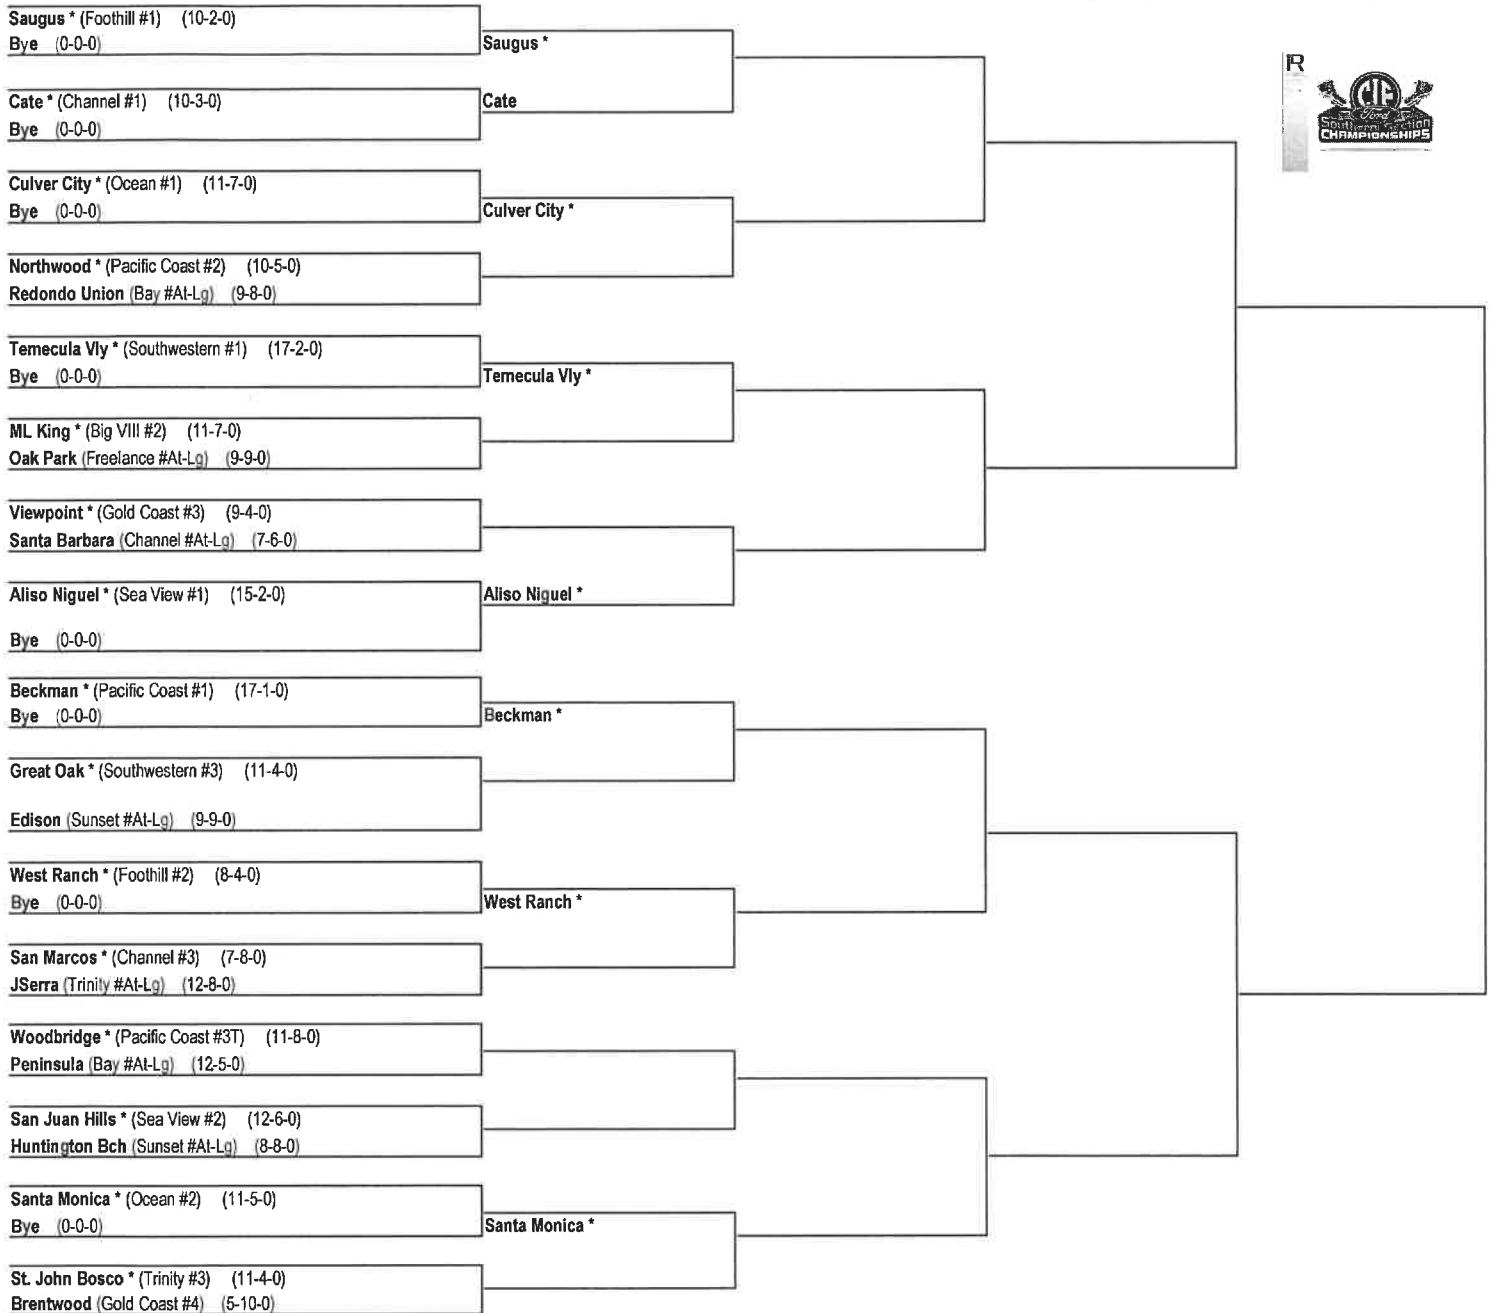 Saugus * (Foothill #1) (10-2-0)
Bye (0-0-0)
Cate * (Channel #1) (10-3-0)
Bye (0-0-0)
Culver City * (Ocean #1) (11-7-0)
Bye (0-0-0)
Northwood * (Pacific Coast #2) (10-5-0)
Redondo Union (Bay #At-Lg) (9-8-0)
Temecula Vly * (Southwestern #1) (17-2-0)
Bye (0-0-0)
ML King * (Big VIII #2) (11-7-0)
Oak Park (Freelance #At-Lg) (9-9-0)
Viewpoint * (Gold Coast #3) (9-4-0)
Santa Barbara (Channel #At-Lg) (7-6-0)
Aliso Niguel * (Sea View #1) (15-2-0)
Bye (0-0-0)
Beckman * (Pacific Coast #1) (17-1-0)
Bye (0-0-0)
Great Oak * (Southwestern #3) (11-4-0)
Edison (Sunset #At-Lg) (9-9-0)
West Ranch * (Foothill #2) (8-4-0)
Bye (0-0-0)
San Marcos * (Channel #3) (7-8-0)
JSerra (Trinity #At-Lg) (12-8-0)
Woodbridge * (Pacific Coast #3T) (11-8-0)
Peninsula (Bay #At-Lg) (12-5-0)
San Juan Hills * (Sea View #2) (12-6-0)
Huntington Bch (Sunset #At-Lg) (8-8-0)
Santa Monica * (Ocean #2) (11-5-0)
Bye (0-0-0)
St. John Bosco * (Trinity #3) (11-4-0)
Brentwood (Gold Coast #4) (5-10-0)
Saugus *
Cate
Culver City *
Temecula Vly *
Aliso Niguel *
Beckman *
West Ranch *
Santa Monica *
R
CIF
Ford
Southern Section
CHAMPIONSHIPS